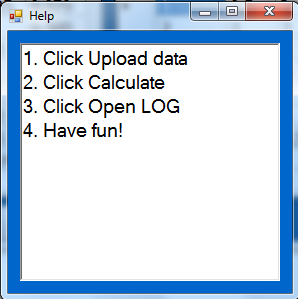 Help
1. Click Upload data
2. Click Calculate
3. Click Open LOG
4. Have fun!